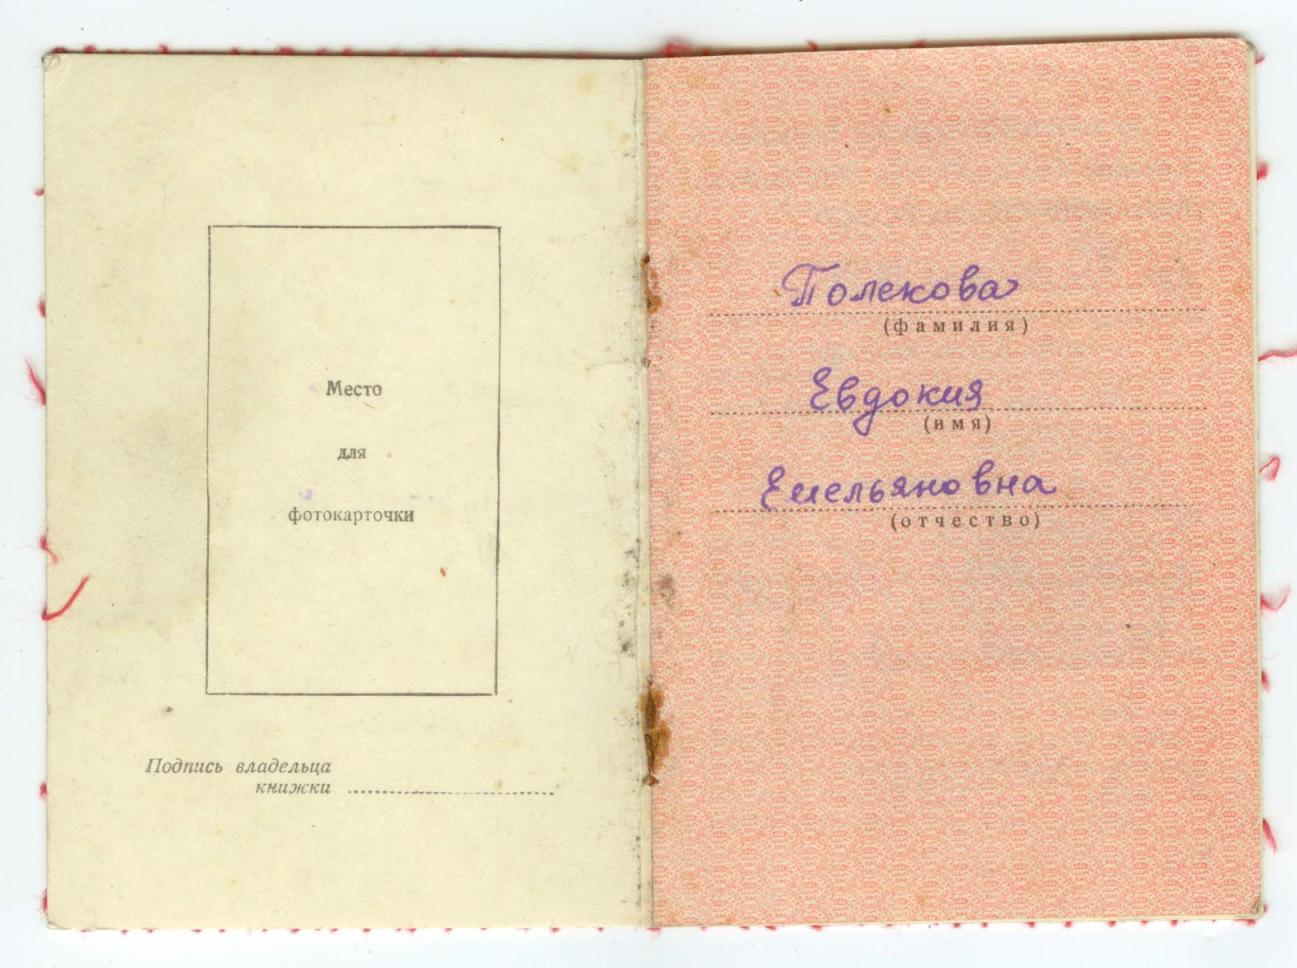 Место
для
фотокарточки
Подпись владельца
книжки
Полекова
(фамилия)
Евдокия
(имя)
Емельяновна
(отчество)